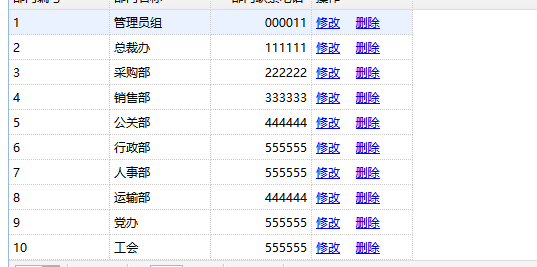 1 管理员组 000011 修改 删除
2 总裁办 111111 修改 删除
3 采购部 222222 修改 删除
4 销售部 333333 修改 删除
5 公关部 444444 修改 删除
6 行政部 555555 修改 删除
7 人事部 555555 修改 删除
8 运输部 444444 修改 删除
9 党办 555555 修改 删除
10 工会 555555 修改 删除